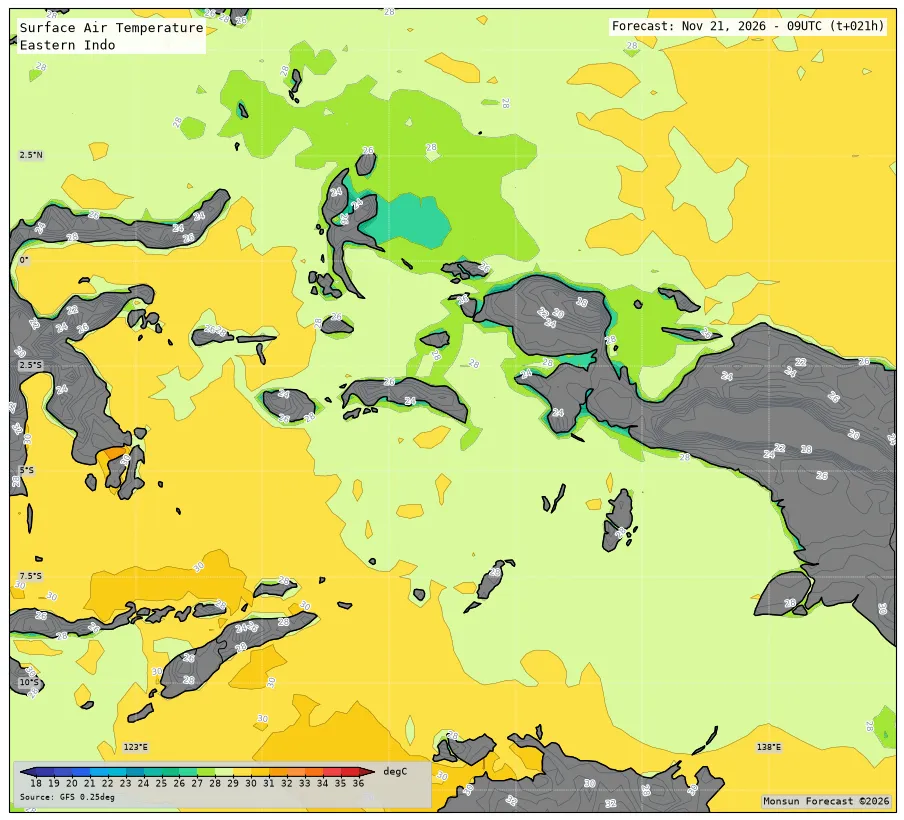 Surface Air Temperature
Eastern Indo
Forecast: Nov 21, 2026 - 09UTC (t+021h)
2.5°N
0°
2.5°S
5°S
7.5°S
10°S
123°E
138°E
degC
18 19 20 21 22 23 24 25 26 27 28 29 30 31 32 33 34 35 36
Source: GFS 0.25deg
Monsun Forecast ©2026